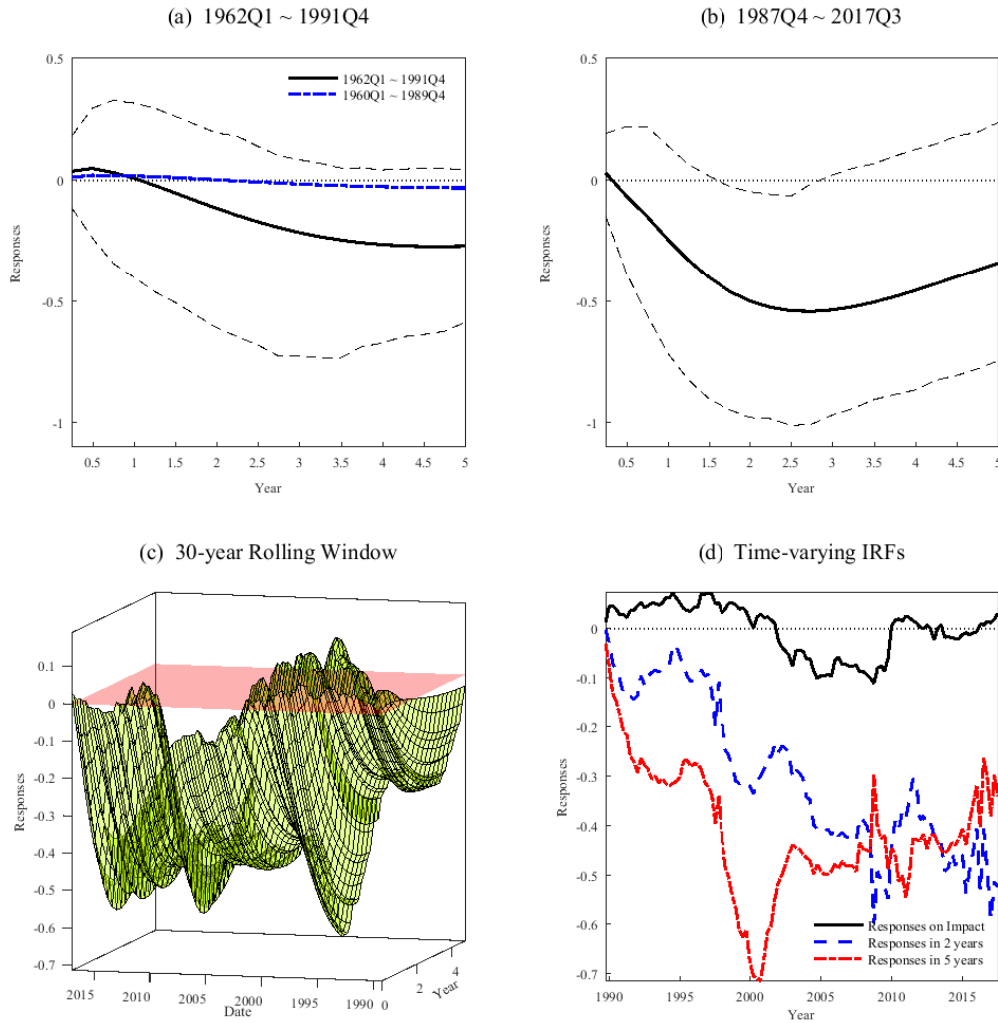 (a) 1962Q1 ~ 1991Q4
0.5
0
-0.5
-1
Responses
1962Q1 ~ 1991Q4
1960Q1 ~ 1989Q4
0.5 1 1.5 2 2.5 3 3.5 4 4.5 5
Year
(b) 1987Q4 ~ 2017Q3
0.5
0
-0.5
-1
Responses
0.5 1 1.5 2 2.5 3 3.5 4 4.5 5
Year
(c) 30-year Rolling Window
0.1
0
-0.1
-0.2
-0.3
-0.4
-0.5
-0.6
-0.7
Responses
2015 2010 2005 2000 1995 1990
Date
0 2 4
Year
(d) Time-varying IRFs
0
-0.1
-0.2
-0.3
-0.4
-0.5
-0.6
-0.7
Responses
Responses on Impact
Responses in 2 years
Responses in 5 years
1990 1995 2000 2005 2010 2015
Year